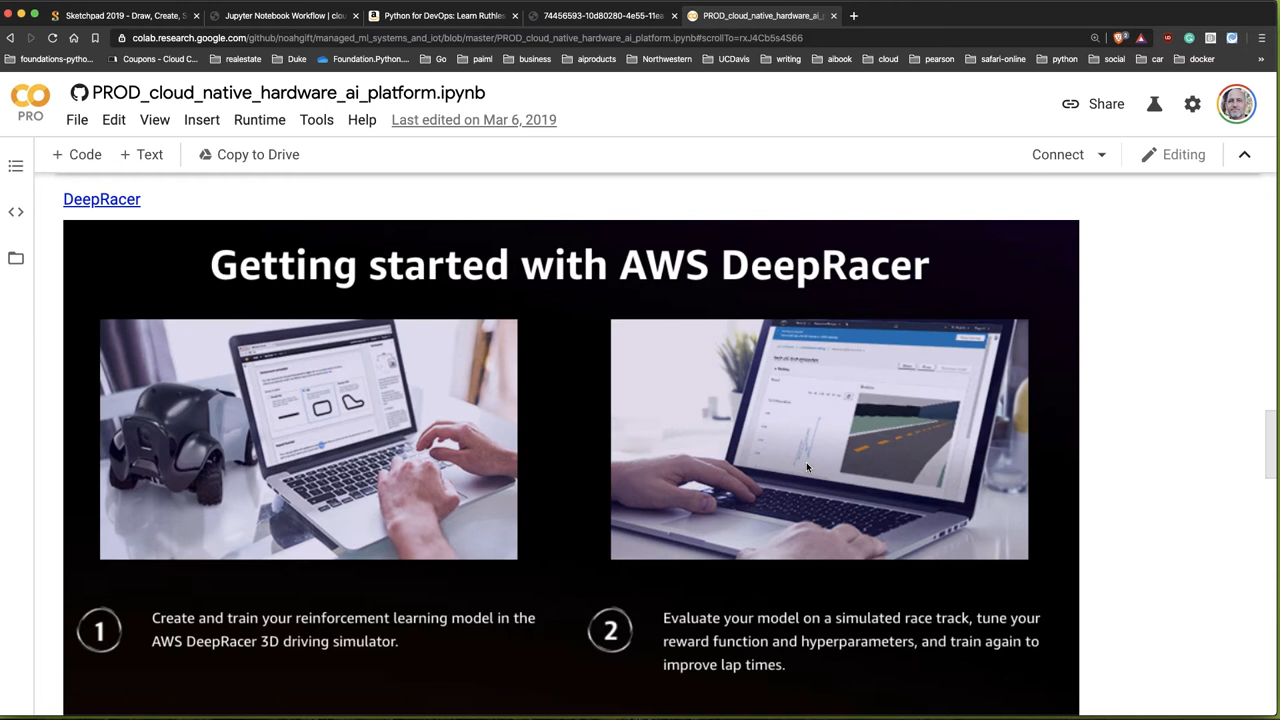 Sketchpad 2019 - Draw, Create, S
Jupyter Notebook Workflow | clou
Python for DevOps: Learn Ruthles
74456593-10d80280-4e55-11ea
PROD_cloud_native_hardware_ai_
colab.research.google.com/github/noahgift/managed_ml_systems_and_iot/blob/master/PROD_cloud_native_hardware_ai_platform.ipynb#scrollTo=rxJ4Cb5s4S66
foundations-pytho...
Coupons - Cloud C...
realestate
Duke
Foundation.Python....
Go
paiml
business
aiproducts
Northwestern
UCDavis
writing
aibook
cloud
pearson
safari-online
python
social
car
docker
CO
PRO
PROD_cloud_native_hardware_ai_platform.ipynb
Share
File Edit View Insert Runtime Tools Help Last edited on Mar 6, 2019
+ Code + Text Copy to Drive Connect Editing
DeepRacer
Getting started with AWS DeepRacer
1
Create and train your reinforcement learning model in the
AWS DeepRacer 3D driving simulator.
2
Evaluate your model on a simulated race track, tune your
reward function and hyperparameters, and train again to
improve lap times.